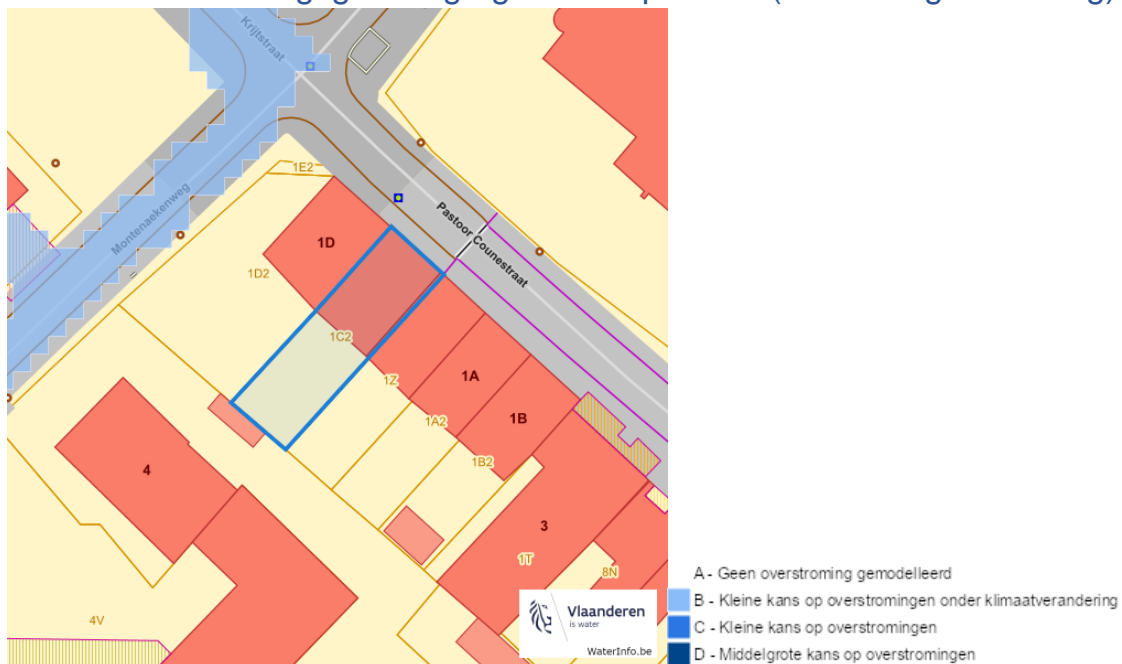 Krijtstraat
1E2
Montenaekenweg
Pastoor Counestraat
1D
1D2
1C2
1Z
1A
1A2
1B
1B2
4
3
1T
8N
4V
Vlaanderen
is water
WaterInfo.be
A - Geen overstroming gemodelleerd
B - Kleine kans op overstromingen onder klimaatverandering
C - Kleine kans op overstromingen
D - Middelgrote kans op overstromingen